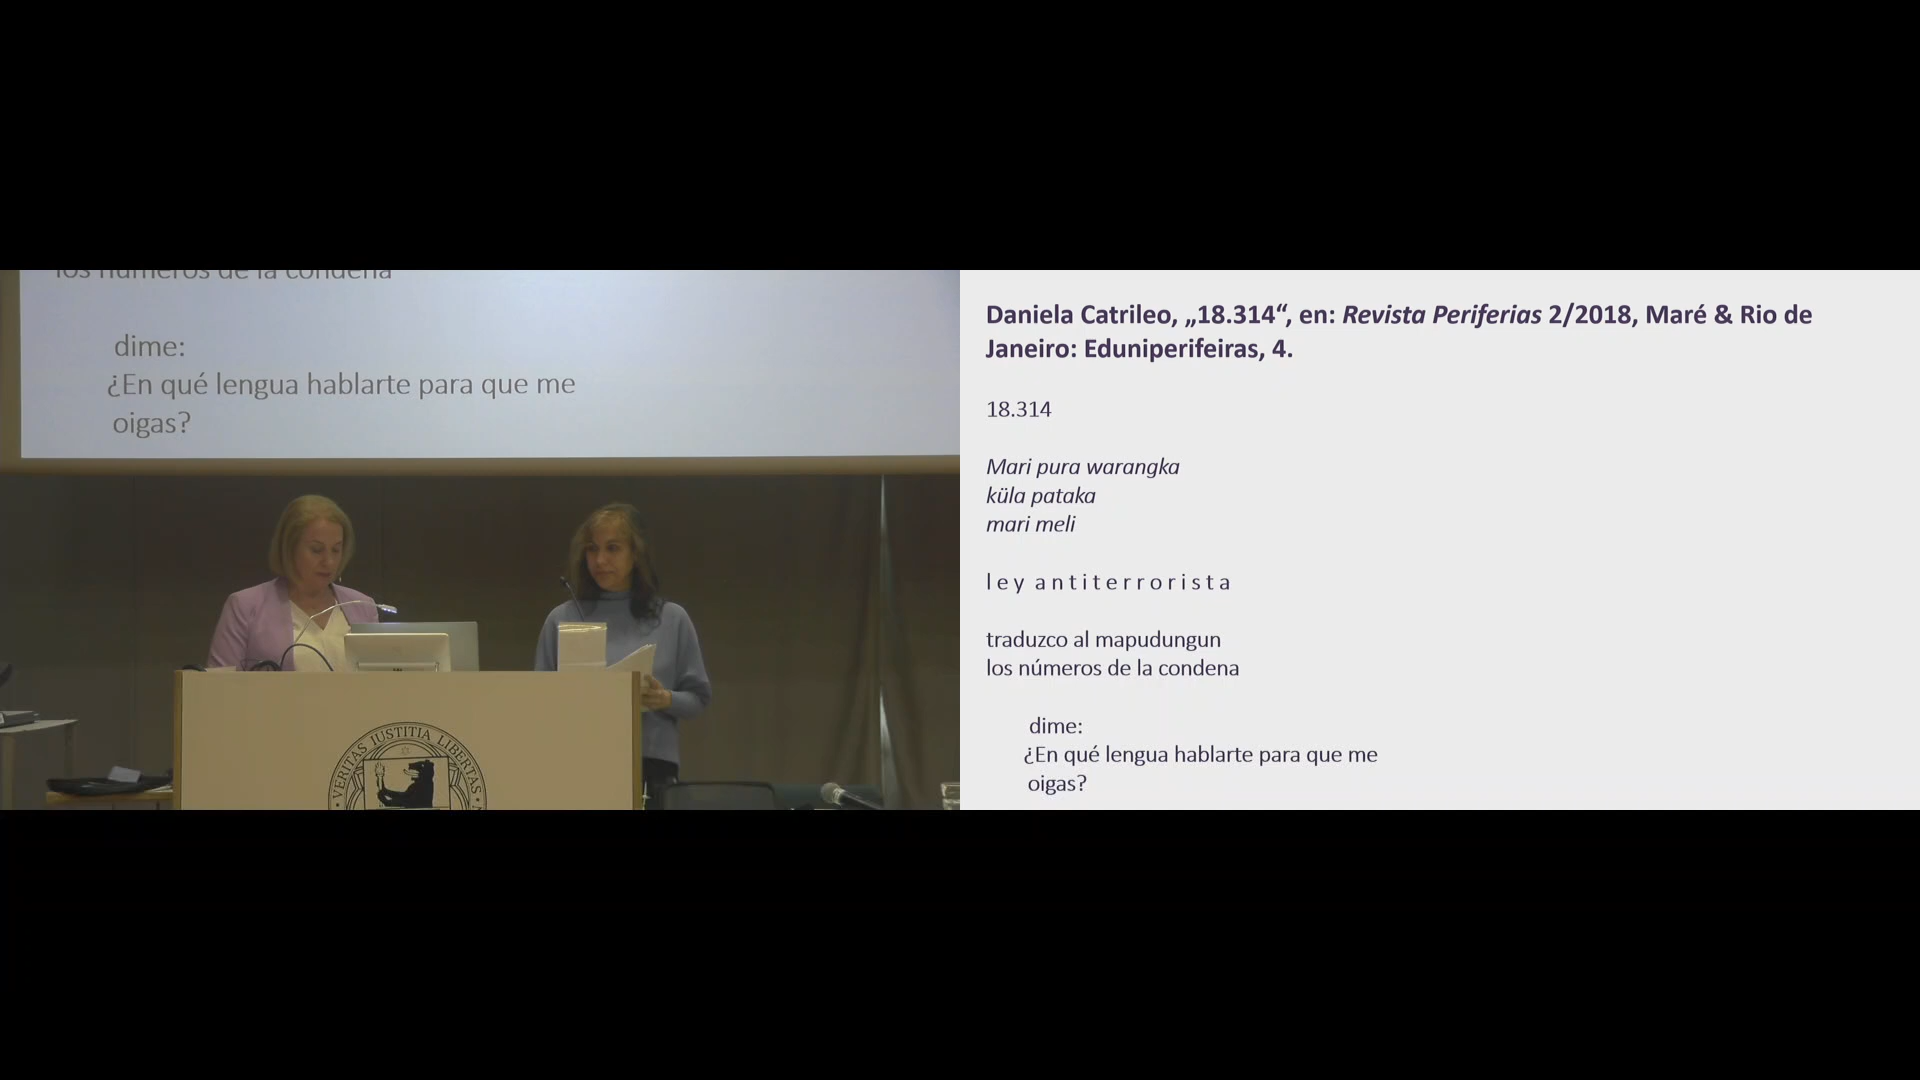 los números de la condena
dime:
¿En qué lengua hablarte para que me
oigas?
VERITAS IUSTITIA LIBERTAS
Daniela Catrileo, „18.314“, en: Revista Periferias 2/2018, Maré & Rio de
Janeiro: Eduniperifeiras, 4.
18.314
Mari pura warangka
küla pataka
mari meli
l e y a n t i t e r r o r i s t a
traduzco al mapudungun
los números de la condena
dime:
¿En qué lengua hablarte para que me
oigas?